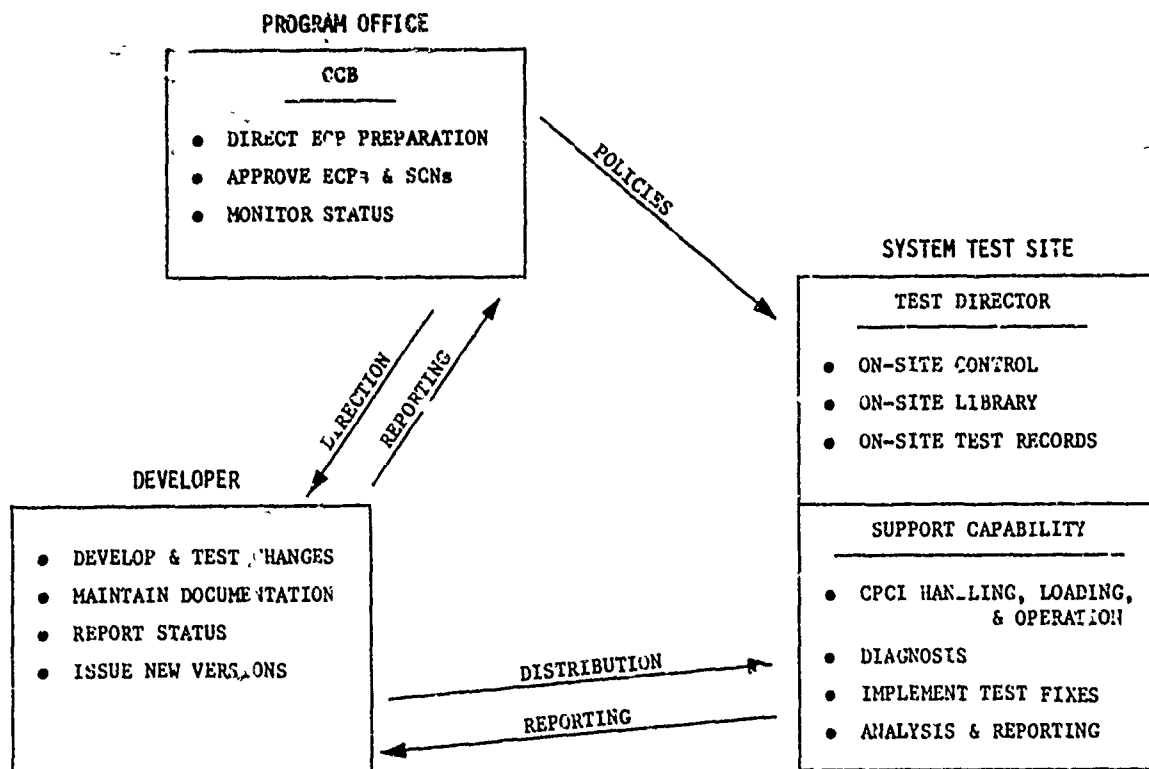 PROGRAM OFFICE
CCB
• DIRECT ECP PREPARATION
• APPROVE ECPs & SCNs
• MONITOR STATUS
POLICIES
DIRECTION
REPORTING
SYSTEM TEST SITE
TEST DIRECTOR
• ON-SITE CONTROL
• ON-SITE LIBRARY
• ON-SITE TEST RECORDS
SUPPORT CAPABILITY
• CPCI HANDLING, LOADING,
& OPERATION
• DIAGNOSIS
• IMPLEMENT TEST FIXES
• ANALYSIS & REPORTING
DEVELOPER
• DEVELOP & TEST CHANGES
• MAINTAIN DOCUMENTATION
• REPORT STATUS
• ISSUE NEW VERSIONS
DISTRIBUTION
REPORTING